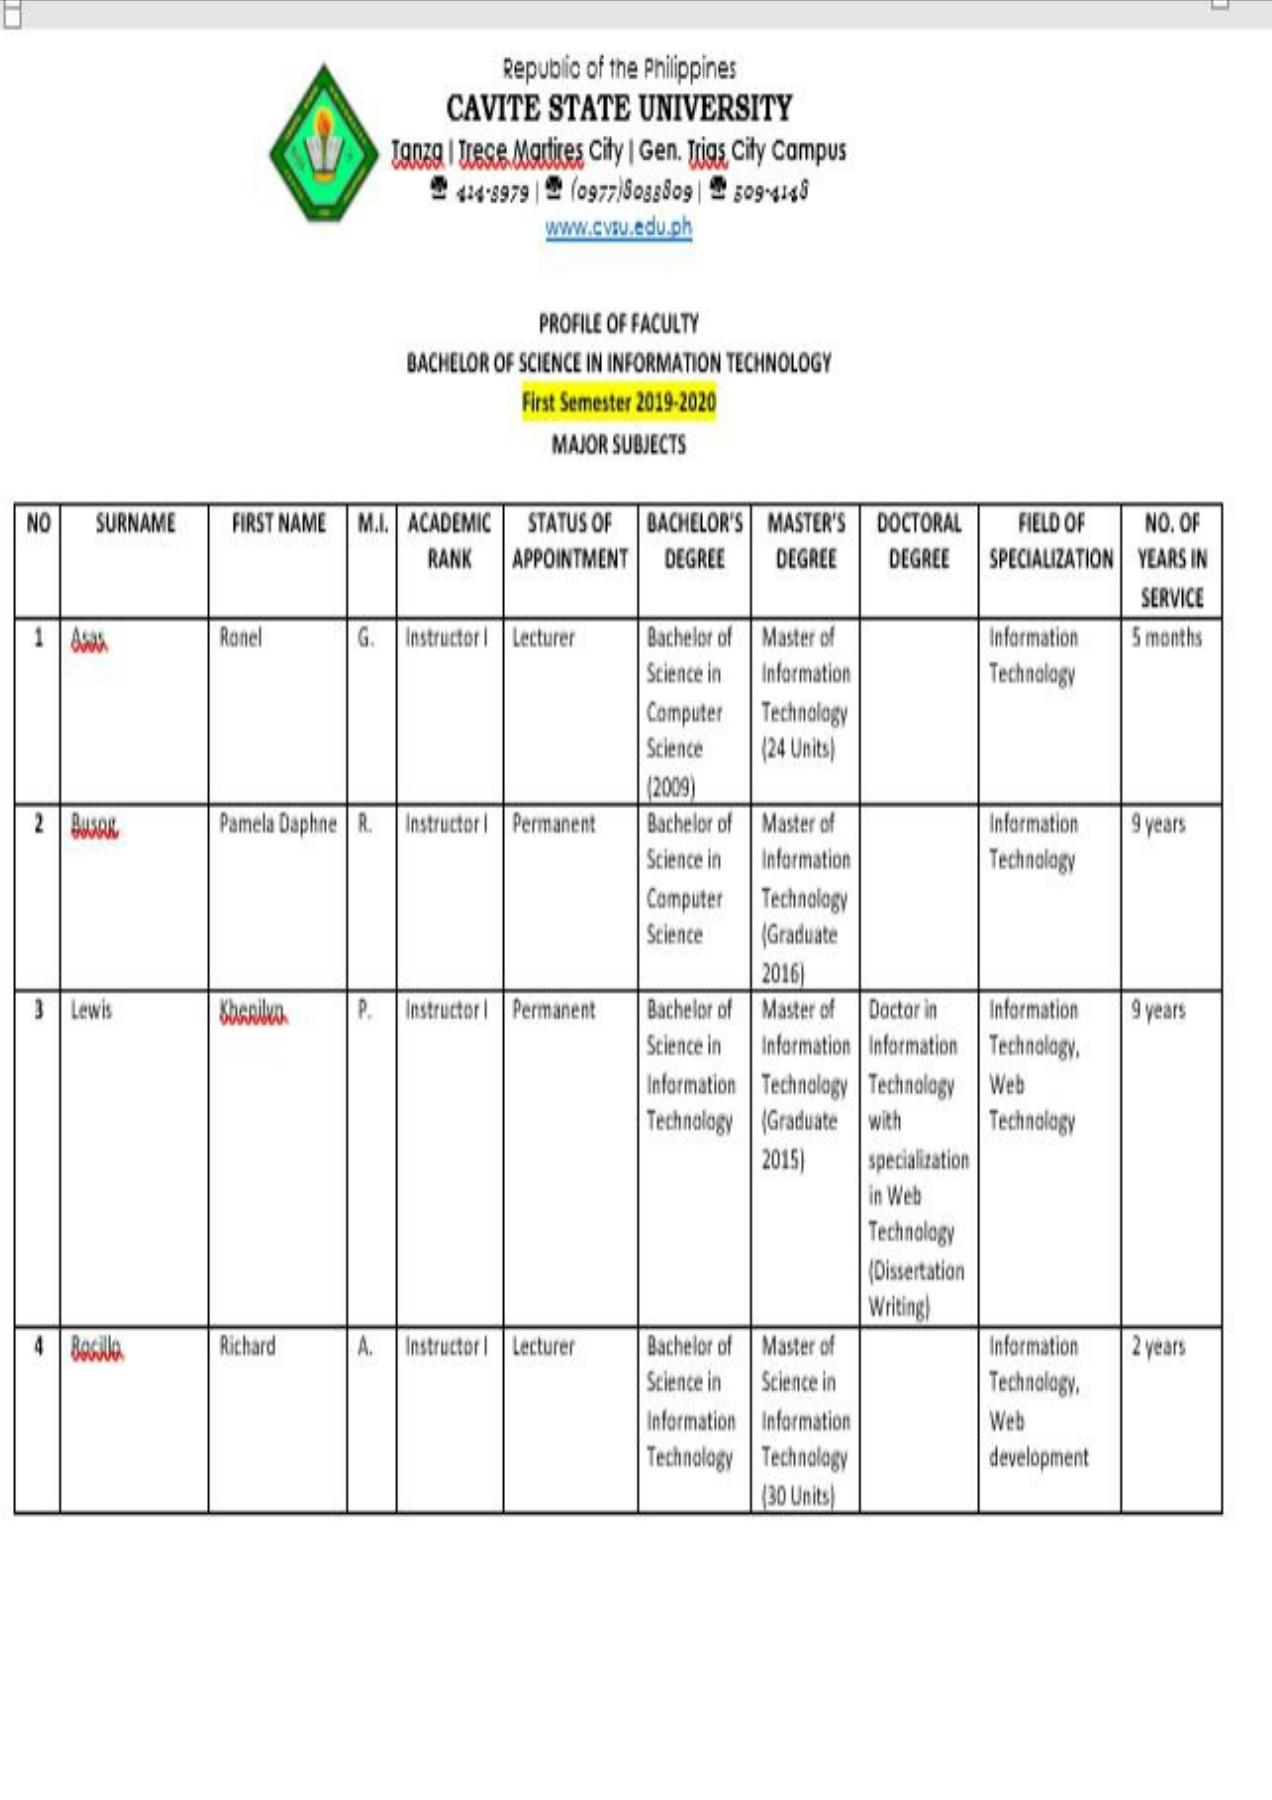 Republic of the Philippines
CAVITE STATE UNIVERSITY
Tanza | Trece Martires City | Gen. Trias City Campus
☎ 414-3979 | ☎ (0977)8033809 | ☎ 509-4148
www.cvsu.edu.ph
PROFILE OF FACULTY
BACHELOR OF SCIENCE IN INFORMATION TECHNOLOGY
First Semester 2019-2020
MAJOR SUBJECTS
NO SURNAME FIRST NAME M.I. ACADEMIC RANK STATUS OF APPOINTMENT BACHELOR'S DEGREE MASTER'S DEGREE DOCTORAL DEGREE FIELD OF SPECIALIZATION NO. OF YEARS IN SERVICE
1 Asas Ronel G. Instructor I Lecturer Bachelor of Science in Computer Science (2009) Master of Information Technology (24 Units) Information Technology 5 months
2 Busog Pamela Daphne R. Instructor I Permanent Bachelor of Science in Computer Science Master of Information Technology (Graduate 2016) Information Technology 9 years
3 Lewis Khenilyn P. Instructor I Permanent Bachelor of Science in Information Technology Master of Information Technology (Graduate 2015) Doctor in Information Technology with specialization in Web Technology (Dissertation Writing) Information Technology, Web Technology 9 years
4 Rocillo Richard A. Instructor I Lecturer Bachelor of Science in Information Technology Master of Science in Information Technology (30 Units) Information Technology, Web development 2 years